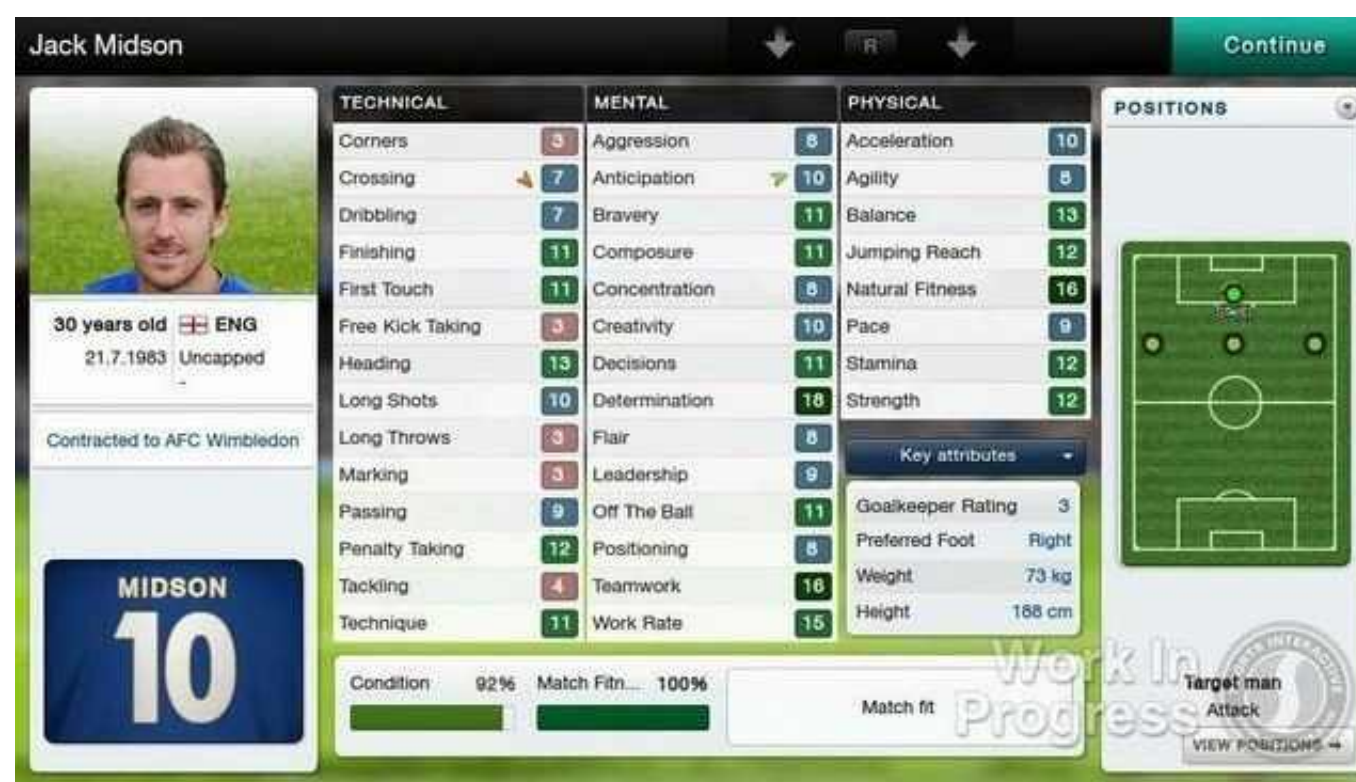 Jack Midson
R
Continue
30 years old ENG
21.7.1983 Uncapped
-
Contracted to AFC Wimbledon
MIDSON
10
TECHNICAL
Corners 3
Crossing 7
Dribbling 7
Finishing 11
First Touch 11
Free Kick Taking 3
Heading 13
Long Shots 10
Long Throws 3
Marking 3
Passing 9
Penalty Taking 12
Tackling 4
Technique 11
MENTAL
Aggression 8
Anticipation 10
Bravery 11
Composure 11
Concentration 8
Creativity 10
Decisions 11
Determination 18
Flair 8
Leadership 9
Off The Ball 11
Positioning 8
Teamwork 16
Work Rate 15
PHYSICAL
Acceleration 10
Agility 8
Balance 13
Jumping Reach 12
Natural Fitness 16
Pace 9
Stamina 12
Strength 12
Key attributes
Goalkeeper Rating 3
Preferred Foot Right
Weight 73 kg
Height 188 cm
Condition 92% Match Fitn... 100%
Match fit
POSITIONS
Work In
Progress
Target man
Attack
VIEW POSITIONS